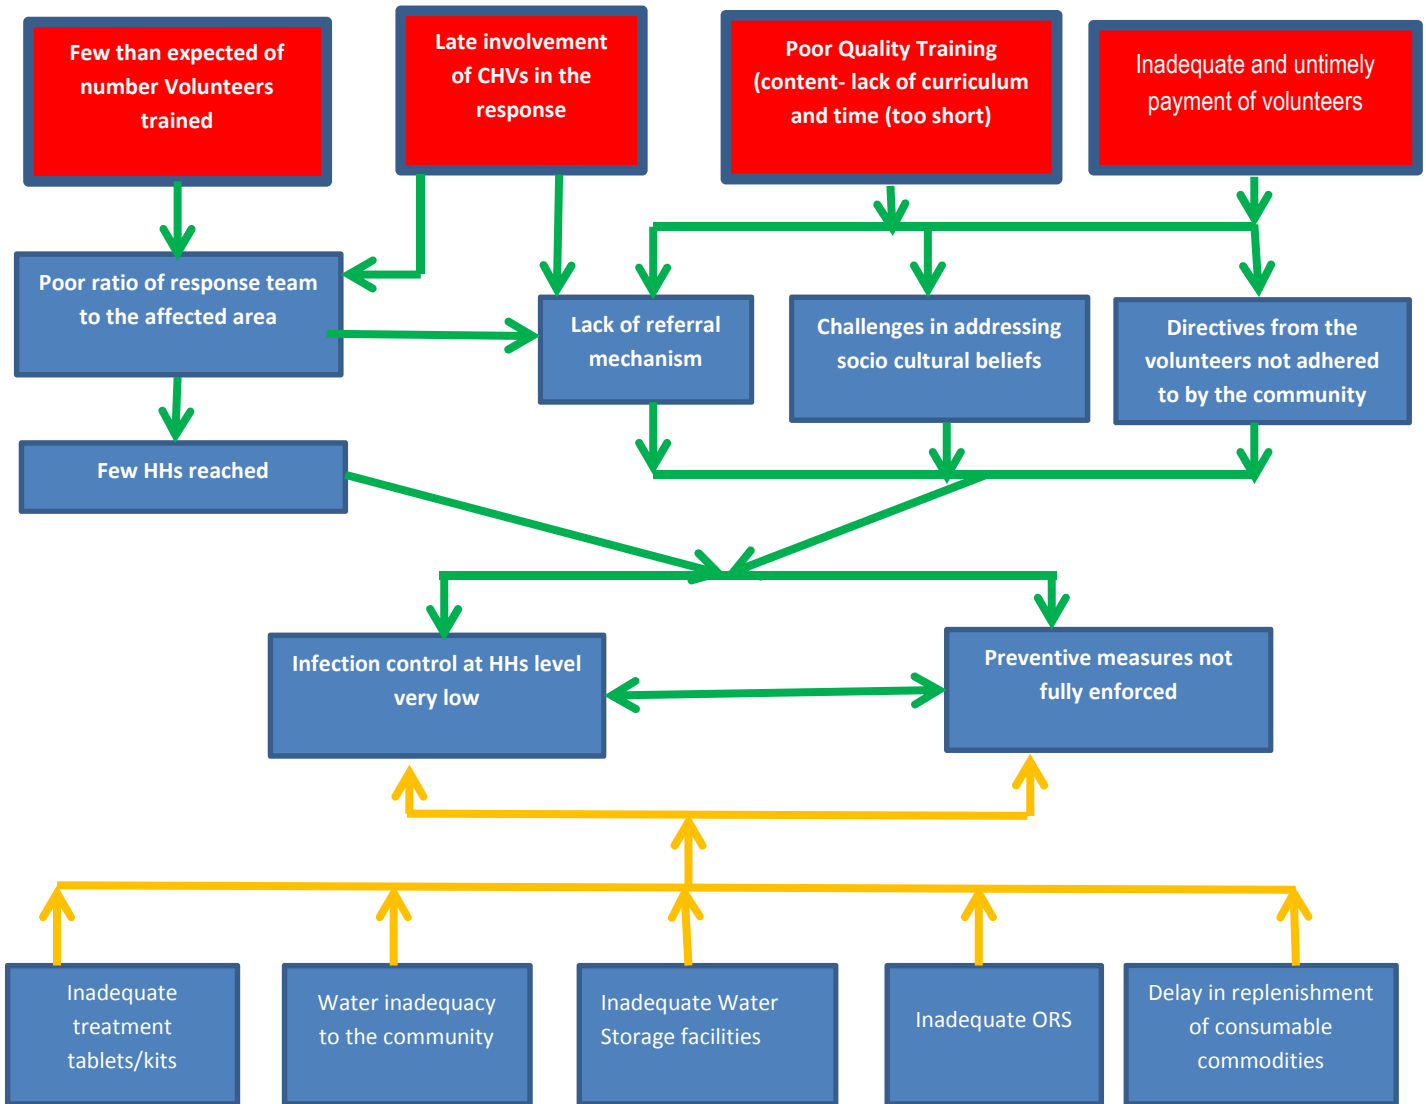 Few than expected of
number Volunteers
trained
Late involvement
of CHVs in the
response
Poor Quality Training
(content- lack of curriculum
and time (too short)
Inadequate and untimely
payment of volunteers
Poor ratio of response team
to the affected area
Lack of referral
mechanism
Challenges in addressing
socio cultural beliefs
Directives from the
volunteers not adhered
to by the community
Few HHs reached
Infection control at HHs level
very low
Preventive measures not
fully enforced
Inadequate
treatment
tablets/kits
Water inadequacy
to the community
Inadequate Water
Storage facilities
Inadequate ORS
Delay in replenishment
of consumable
commodities